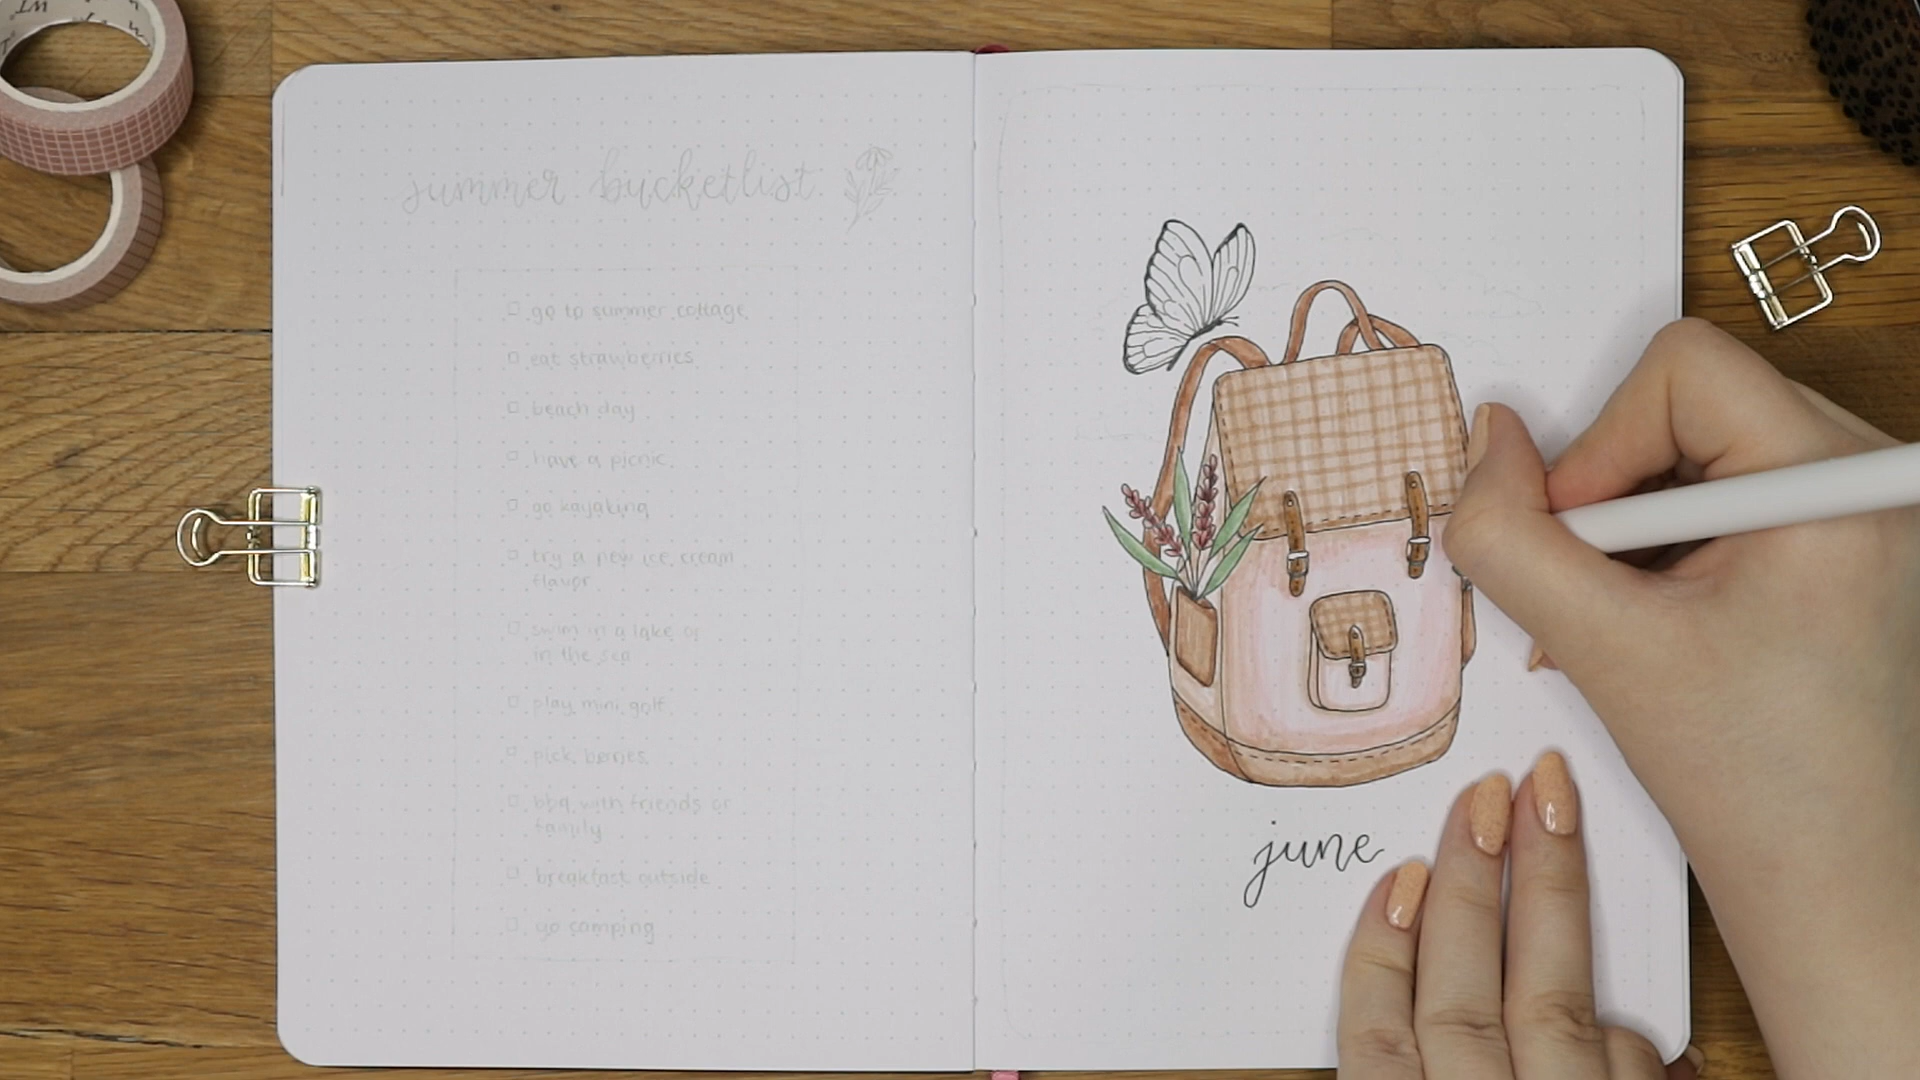 summer bucketlist
go to summer cottage
eat strawberries
beach day
have a picnic
go kayaking
try a new ice cream
flavor
swim in a lake or
in the sea
play mini golf
pick berries
bbq with friends or
family
breakfast outside
go camping
june